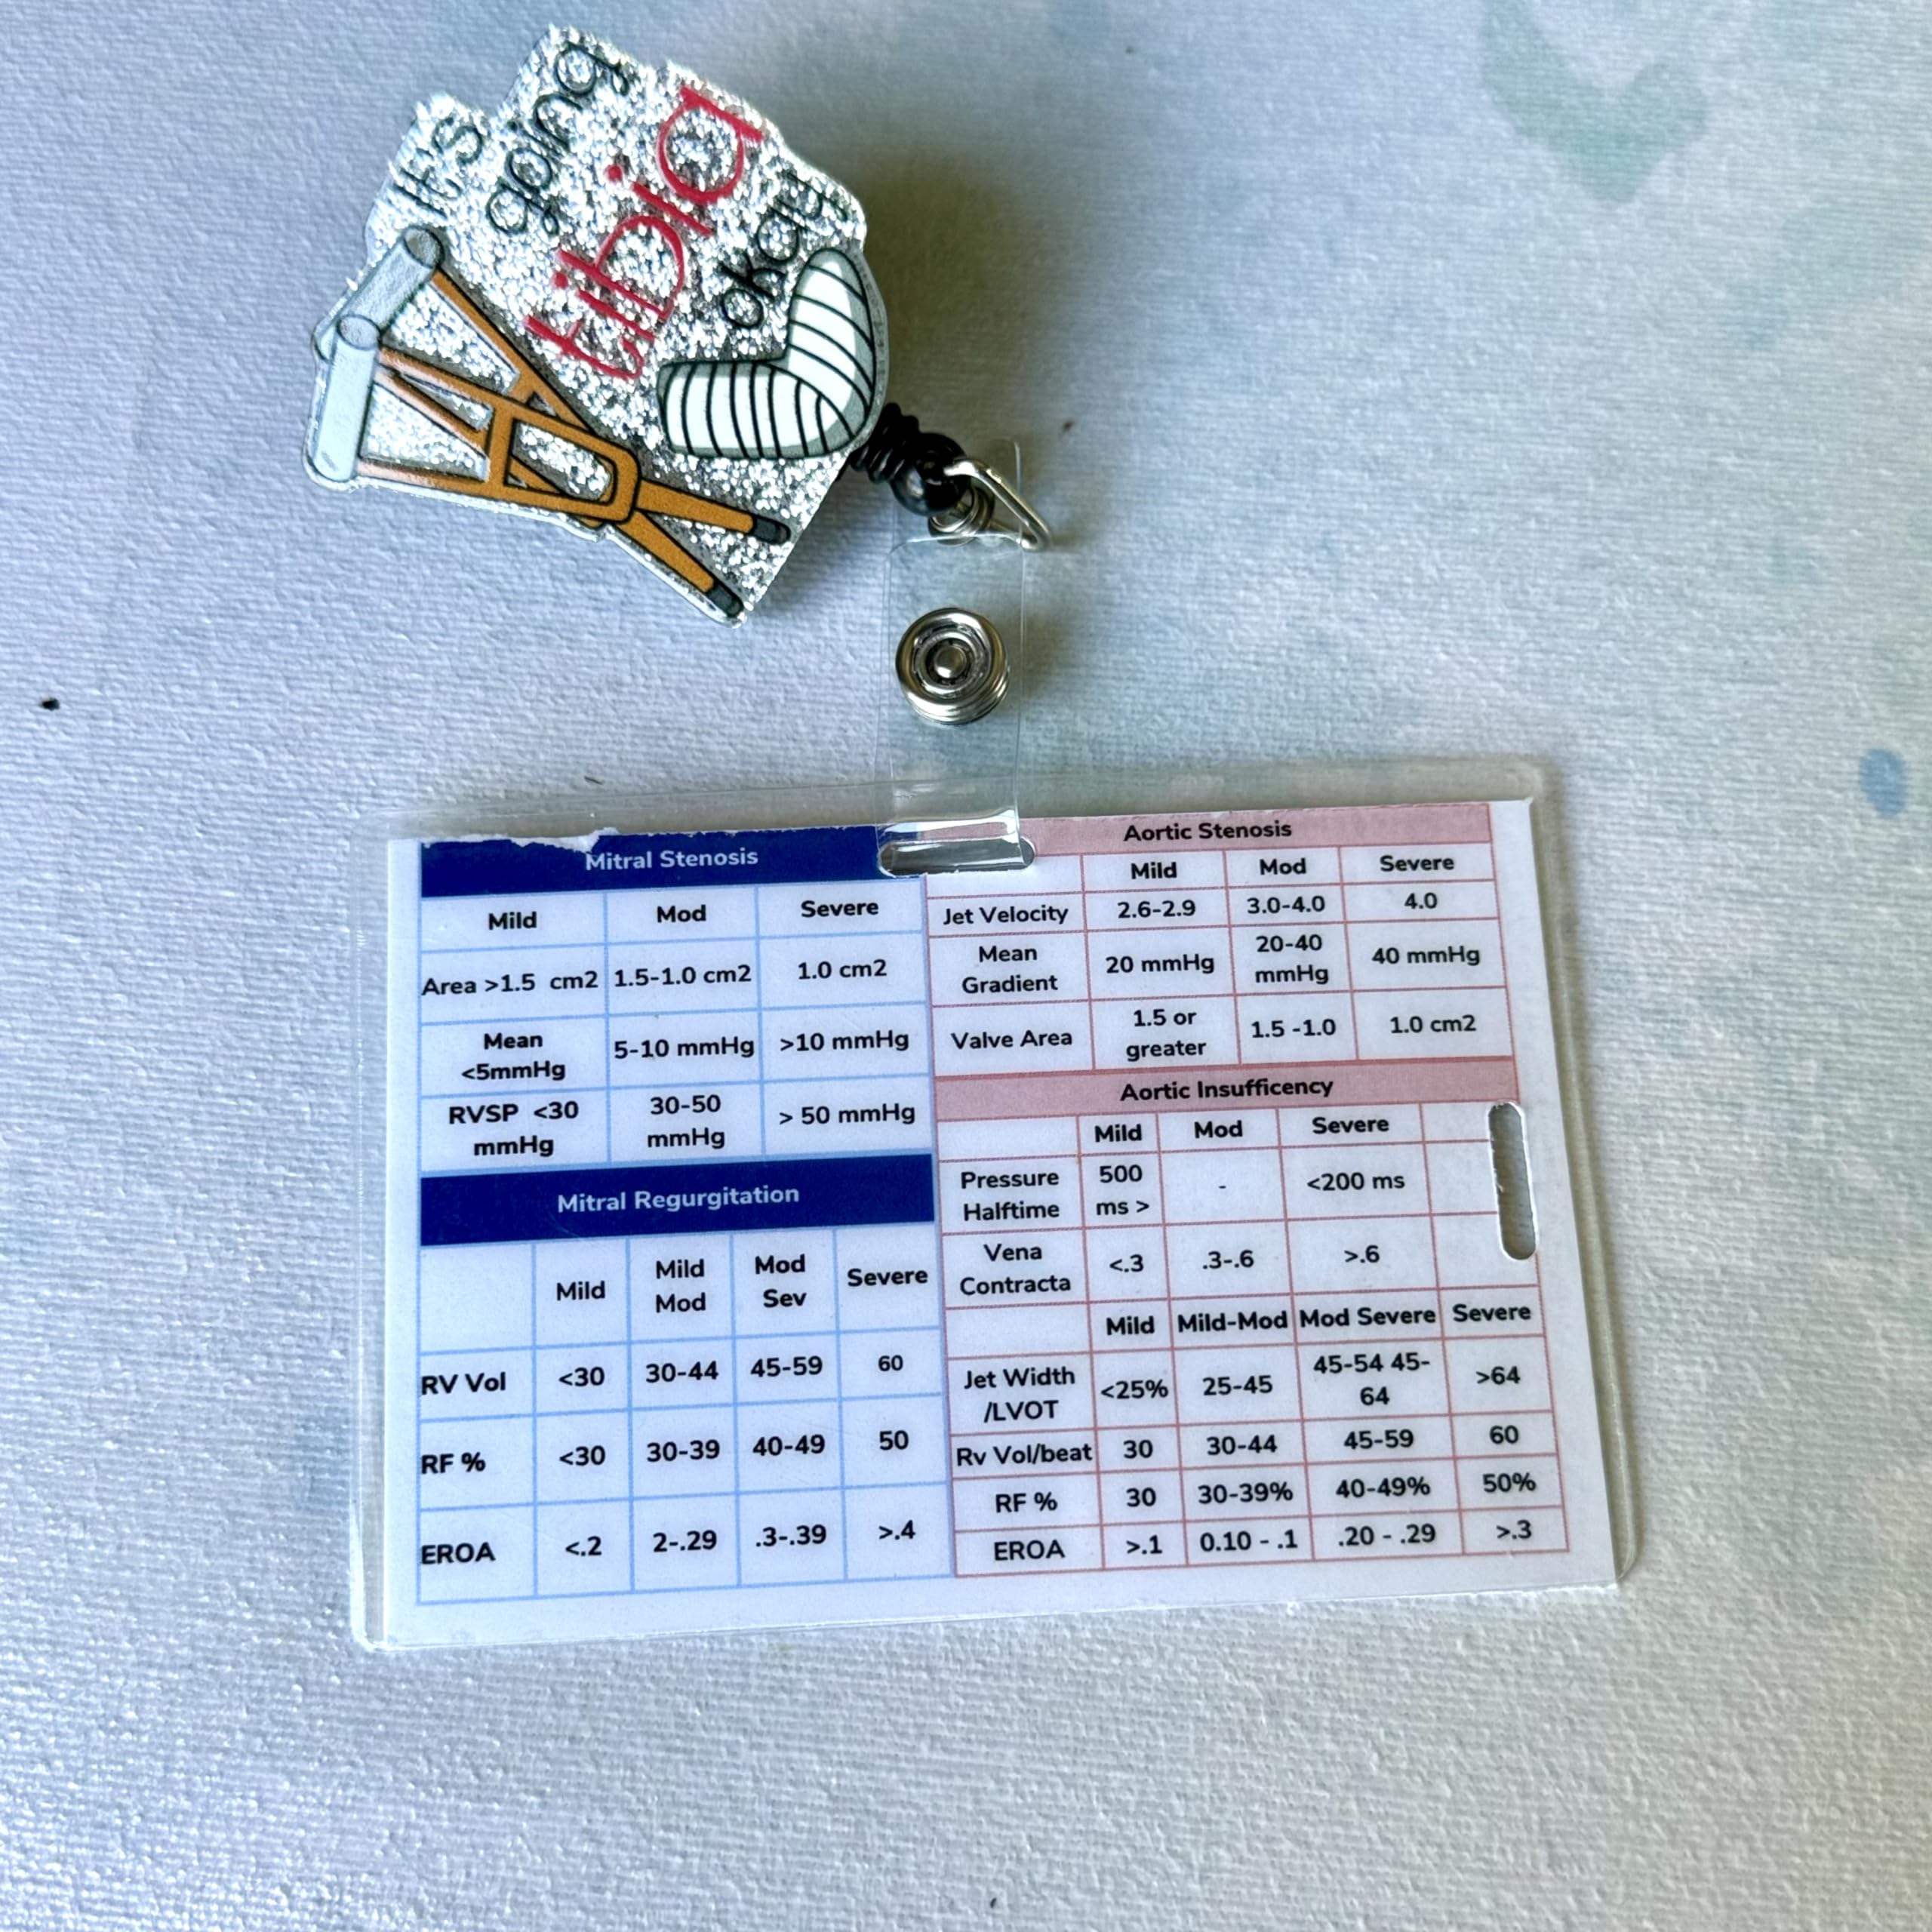 It's
going
tibia
okay
Mitral Stenosis
Mild Mod Severe
Area >1.5 cm2 1.5-1.0 cm2 1.0 cm2
Mean
<5mmHg 5-10 mmHg >10 mmHg
RVSP <30
mmHg 30-50
mmHg > 50 mmHg
Mitral Regurgitation
Mild Mild
Mod Mod
Sev Severe
RV Vol <30 30-44 45-59 60
RF % <30 30-39 40-49 50
EROA <.2 2-.29 .3-.39 >.4
Aortic Stenosis
Mild Mod Severe
Jet Velocity 2.6-2.9 3.0-4.0 4.0
Mean
Gradient 20 mmHg 20-40
mmHg 40 mmHg
Valve Area 1.5 or
greater 1.5 -1.0 1.0 cm2
Aortic Insufficency
Mild Mod Severe
Pressure
Halftime 500
ms > - <200 ms
Vena
Contracta <.3 .3-.6 >.6
Mild Mild-Mod Mod Severe Severe
Jet Width
/LVOT <25% 25-45 45-54 45-
64 >64
Rv Vol/beat 30 30-44 45-59 60
RF % 30 30-39% 40-49% 50%
EROA >.1 0.10 - .1 .20 - .29 >.3